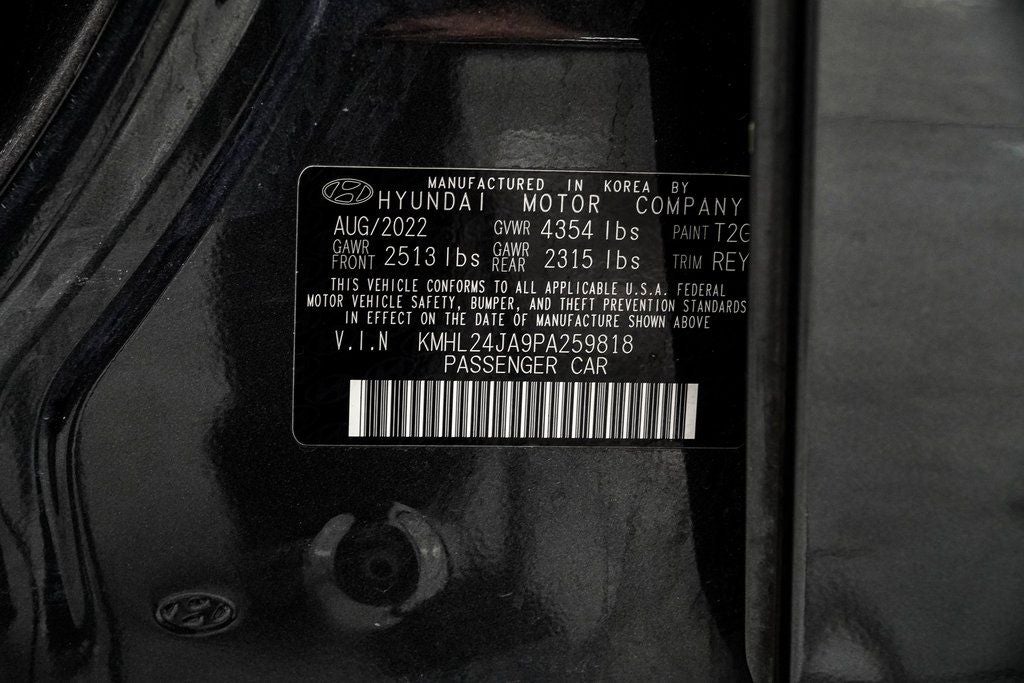 MANUFACTURED IN KOREA BY
HYUNDAI MOTOR COMPANY
AUG/2022 GVWR 4354 lbs PAINT T2G
GAWR FRONT 2513 lbs GAWR REAR 2315 lbs TRIM REY
THIS VEHICLE CONFORMS TO ALL APPLICABLE U.S.A. FEDERAL
MOTOR VEHICLE SAFETY, BUMPER, AND THEFT PREVENTION STANDARDS
IN EFFECT ON THE DATE OF MANUFACTURE SHOWN ABOVE
V.I.N KMHL24JA9PA259818
PASSENGER CAR